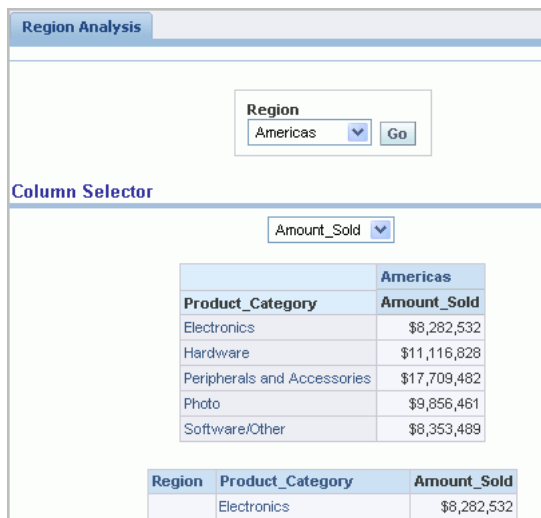 Region Analysis
Region
Americas Go
Column Selector
Amount_Sold
Americas
Product_Category Amount_Sold
Electronics $8,282,532
Hardware $11,116,828
Peripherals and Accessories $17,709,482
Photo $9,856,461
Software/Other $8,353,489
Region Product_Category Amount_Sold
Electronics $8,282,532